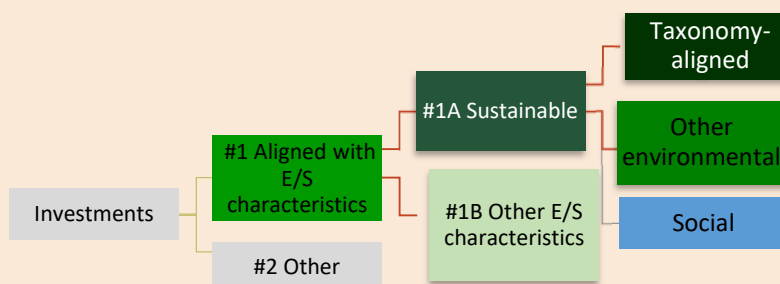 Investments
#1 Aligned with
E/S
characteristics
#2 Other
#1A Sustainable
#1B Other E/S
characteristics
Taxonomy-
aligned
Other
environmental
Social